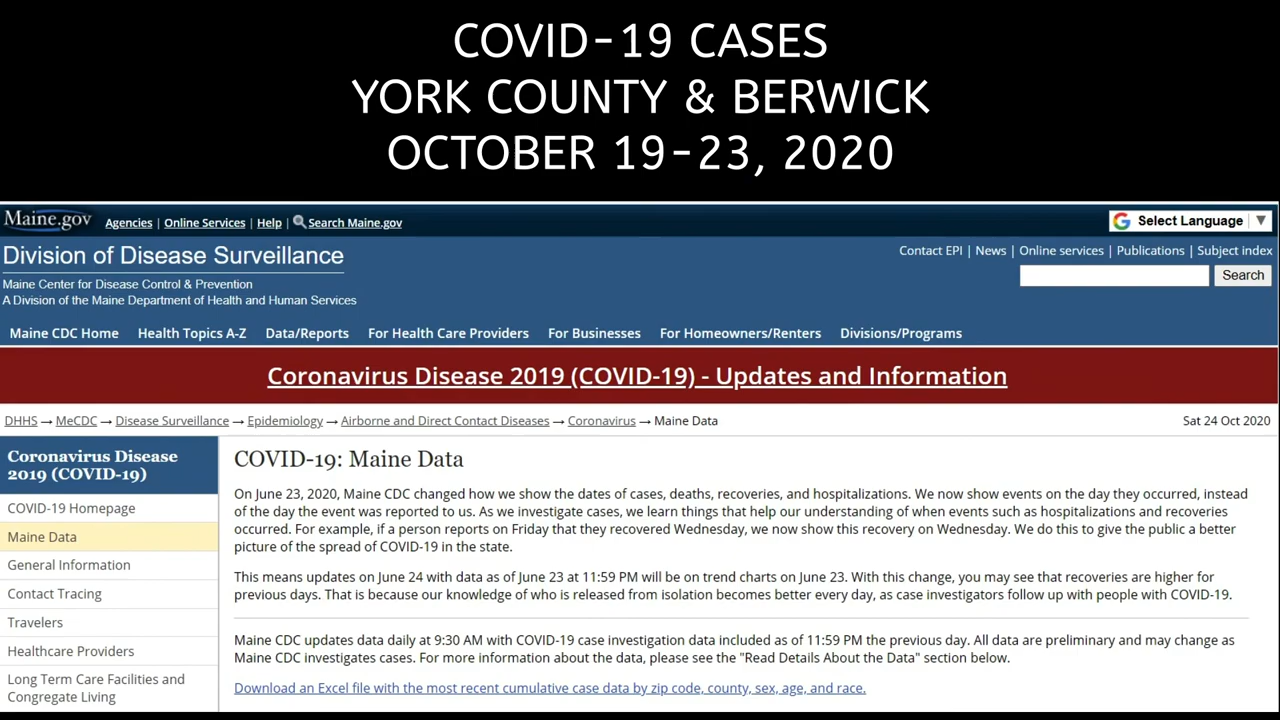 COVID-19 CASES
YORK COUNTY & BERWICK
OCTOBER 19-23, 2020
Maine.gov Agencies | Online Services | Help | Search Maine.gov Select Language ▼
Division of Disease Surveillance
Contact EPI | News | Online services | Publications | Subject index
Search
Maine Center for Disease Control & Prevention
A Division of the Maine Department of Health and Human Services
Maine CDC Home Health Topics A-Z Data/Reports For Health Care Providers For Businesses For Homeowners/Renters Divisions/Programs
Coronavirus Disease 2019 (COVID-19) - Updates and Information
DHHS → MeCDC → Disease Surveillance → Epidemiology → Airborne and Direct Contact Diseases → Coronavirus → Maine Data Sat 24 Oct 2020
Coronavirus Disease
2019 (COVID-19)
COVID-19 Homepage
Maine Data
General Information
Contact Tracing
Travelers
Healthcare Providers
Long Term Care Facilities and
Congregate Living
COVID-19: Maine Data
On June 23, 2020, Maine CDC changed how we show the dates of cases, deaths, recoveries, and hospitalizations. We now show events on the day they occurred, instead
of the day the event was reported to us. As we investigate cases, we learn things that help our understanding of when events such as hospitalizations and recoveries
occurred. For example, if a person reports on Friday that they recovered Wednesday, we now show this recovery on Wednesday. We do this to give the public a better
picture of the spread of COVID-19 in the state.
This means updates on June 24 with data as of June 23 at 11:59 PM will be on trend charts on June 23. With this change, you may see that recoveries are higher for
previous days. That is because our knowledge of who is released from isolation becomes better every day, as case investigators follow up with people with COVID-19.
Maine CDC updates data daily at 9:30 AM with COVID-19 case investigation data included as of 11:59 PM the previous day. All data are preliminary and may change as
Maine CDC investigates cases. For more information about the data, please see the "Read Details About the Data" section below.
Download an Excel file with the most recent cumulative case data by zip code, county, sex, age, and race.